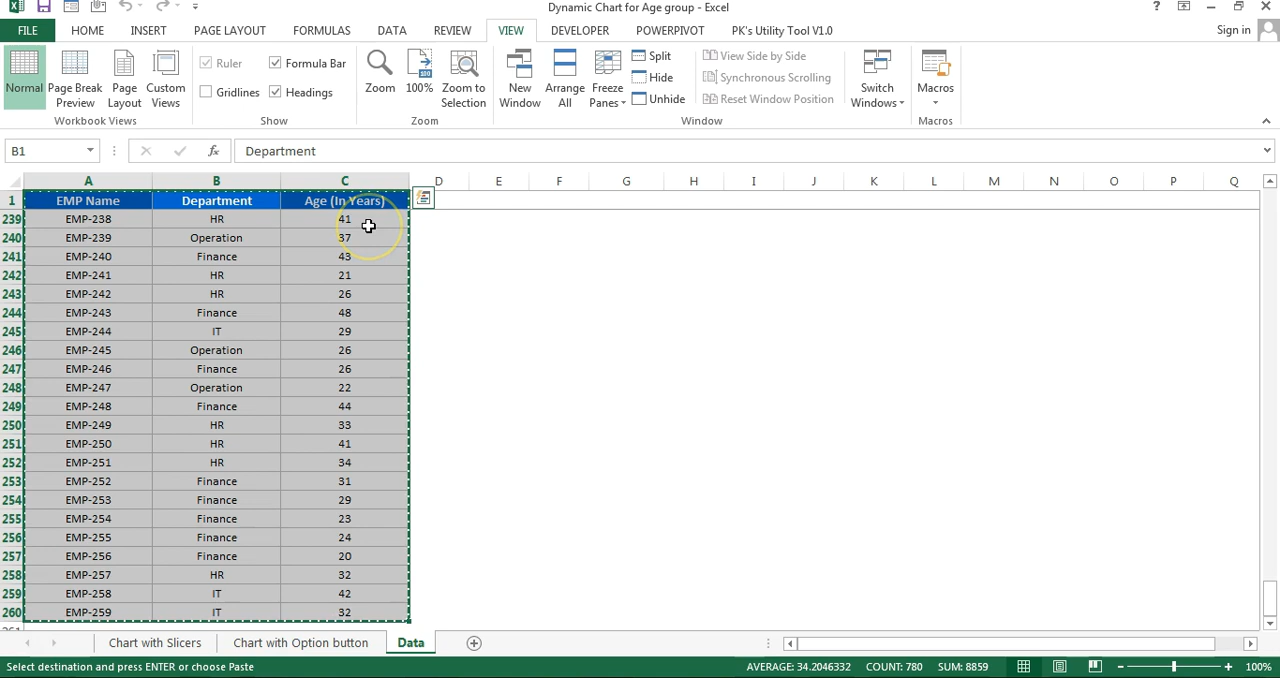 Dynamic Chart for Age group - Excel
?
FILE HOME INSERT PAGE LAYOUT FORMULAS DATA REVIEW VIEW DEVELOPER POWERPIVOT PK's Utility Tool V1.0 Sign in
Normal
Page Break Preview
Page Layout
Custom Views
Workbook Views
Ruler
Formula Bar
Gridlines
Headings
Show
Zoom
100%
Zoom to Selection
Zoom
New Window
Arrange All
Freeze Panes
Split
Hide
Unhide
View Side by Side
Synchronous Scrolling
Reset Window Position
Window
Switch Windows
Macros
Macros
B1 fx Department
A B C D E F G H I J K L M N O P Q
1 EMP Name Department Age (In Years)
239 EMP-238 HR 41
240 EMP-239 Operation 37
241 EMP-240 Finance 43
242 EMP-241 HR 21
243 EMP-242 HR 26
244 EMP-243 Finance 48
245 EMP-244 IT 29
246 EMP-245 Operation 26
247 EMP-246 Finance 26
248 EMP-247 Operation 22
249 EMP-248 Finance 44
250 EMP-249 HR 33
251 EMP-250 HR 41
252 EMP-251 HR 34
253 EMP-252 Finance 31
254 EMP-253 Finance 29
255 EMP-254 Finance 23
256 EMP-255 Finance 24
257 EMP-256 Finance 20
258 EMP-257 HR 32
259 EMP-258 IT 42
260 EMP-259 IT 32
261
Chart with Slicers Chart with Option button Data
Select destination and press ENTER or choose Paste AVERAGE: 34.2046332 COUNT: 780 SUM: 8859 100%